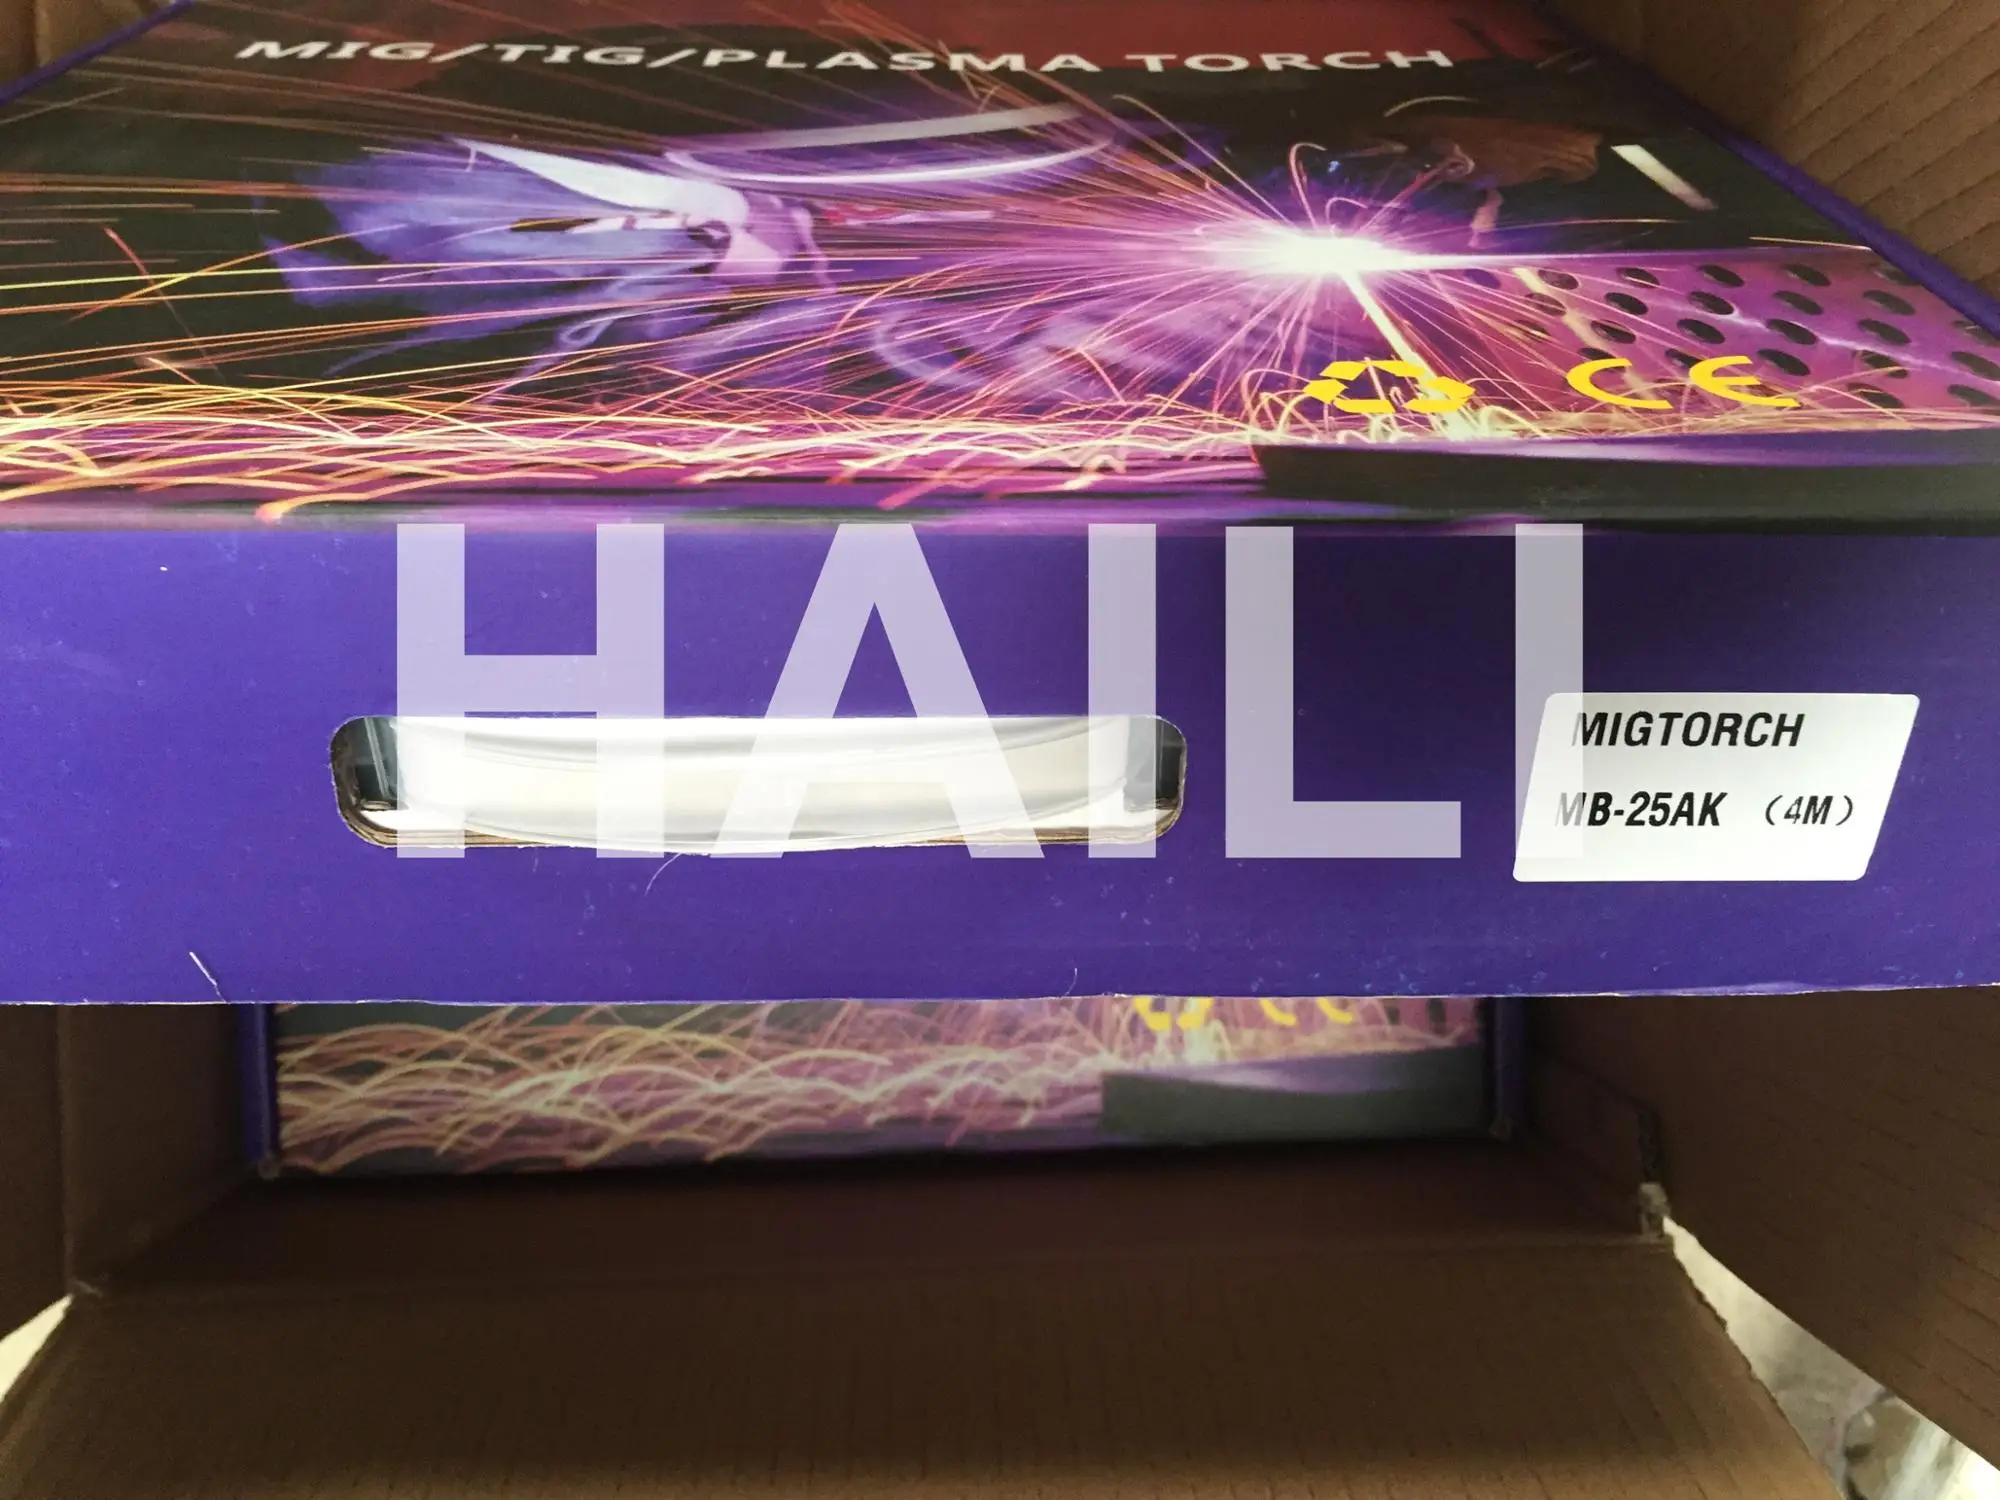 MIG/TIG/PLASMA TORCH
CE
HAILI
MIGTORCH
MB-25AK （4M）